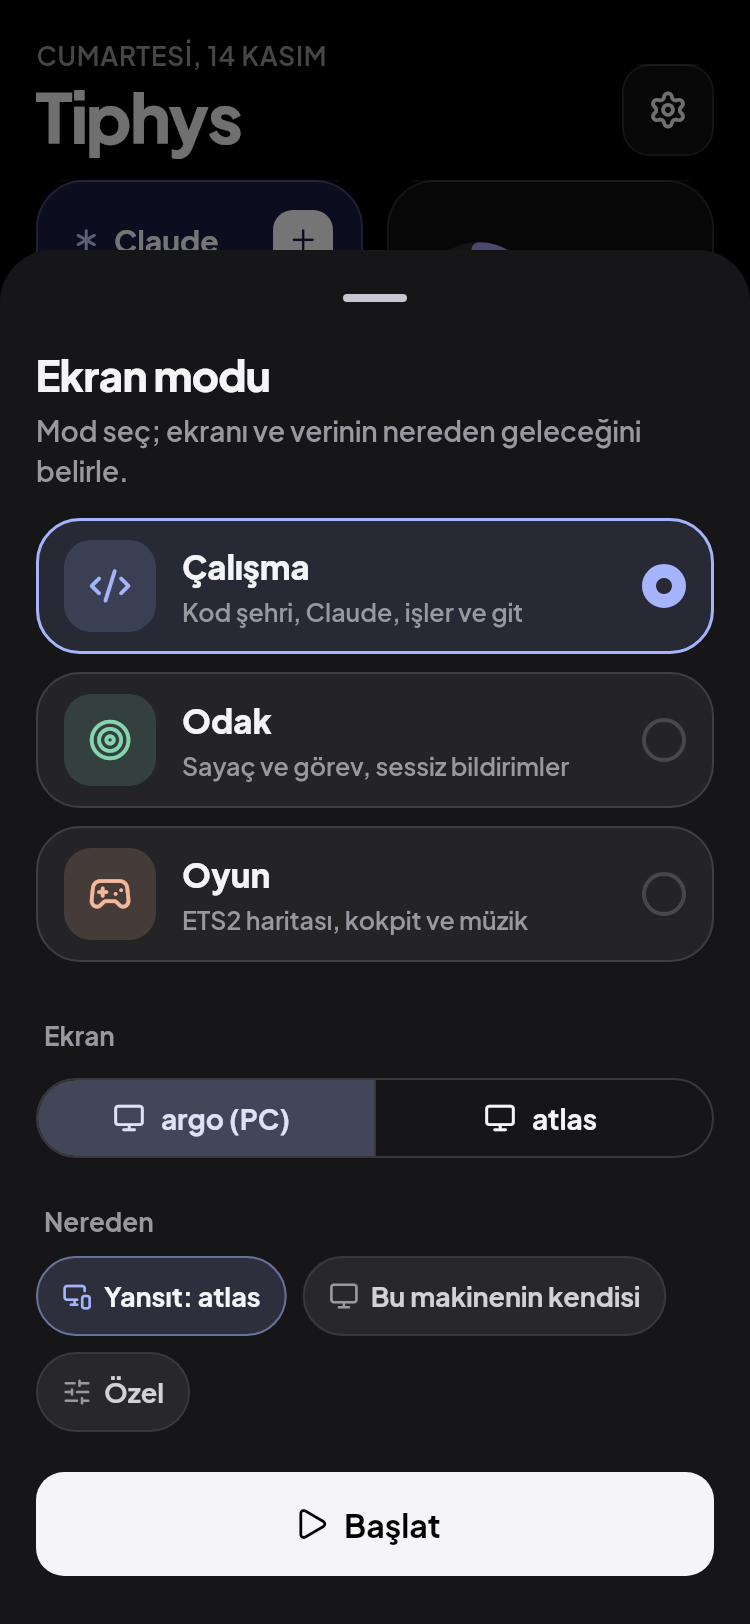 CUMARTESİ, 14 KASIM
Tiphys
Claude
Ekran modu
Mod seç; ekranı ve verinin nereden geleceğini
belirle.
Çalışma
Kod şehri, Claude, işler ve git
Odak
Sayaç ve görev, sessiz bildirimler
Oyun
ETS2 haritası, kokpit ve müzik
Ekran
argo (PC)
atlas
Nereden
Yansıt: atlas
Bu makinenin kendisi
Özel
Başlat